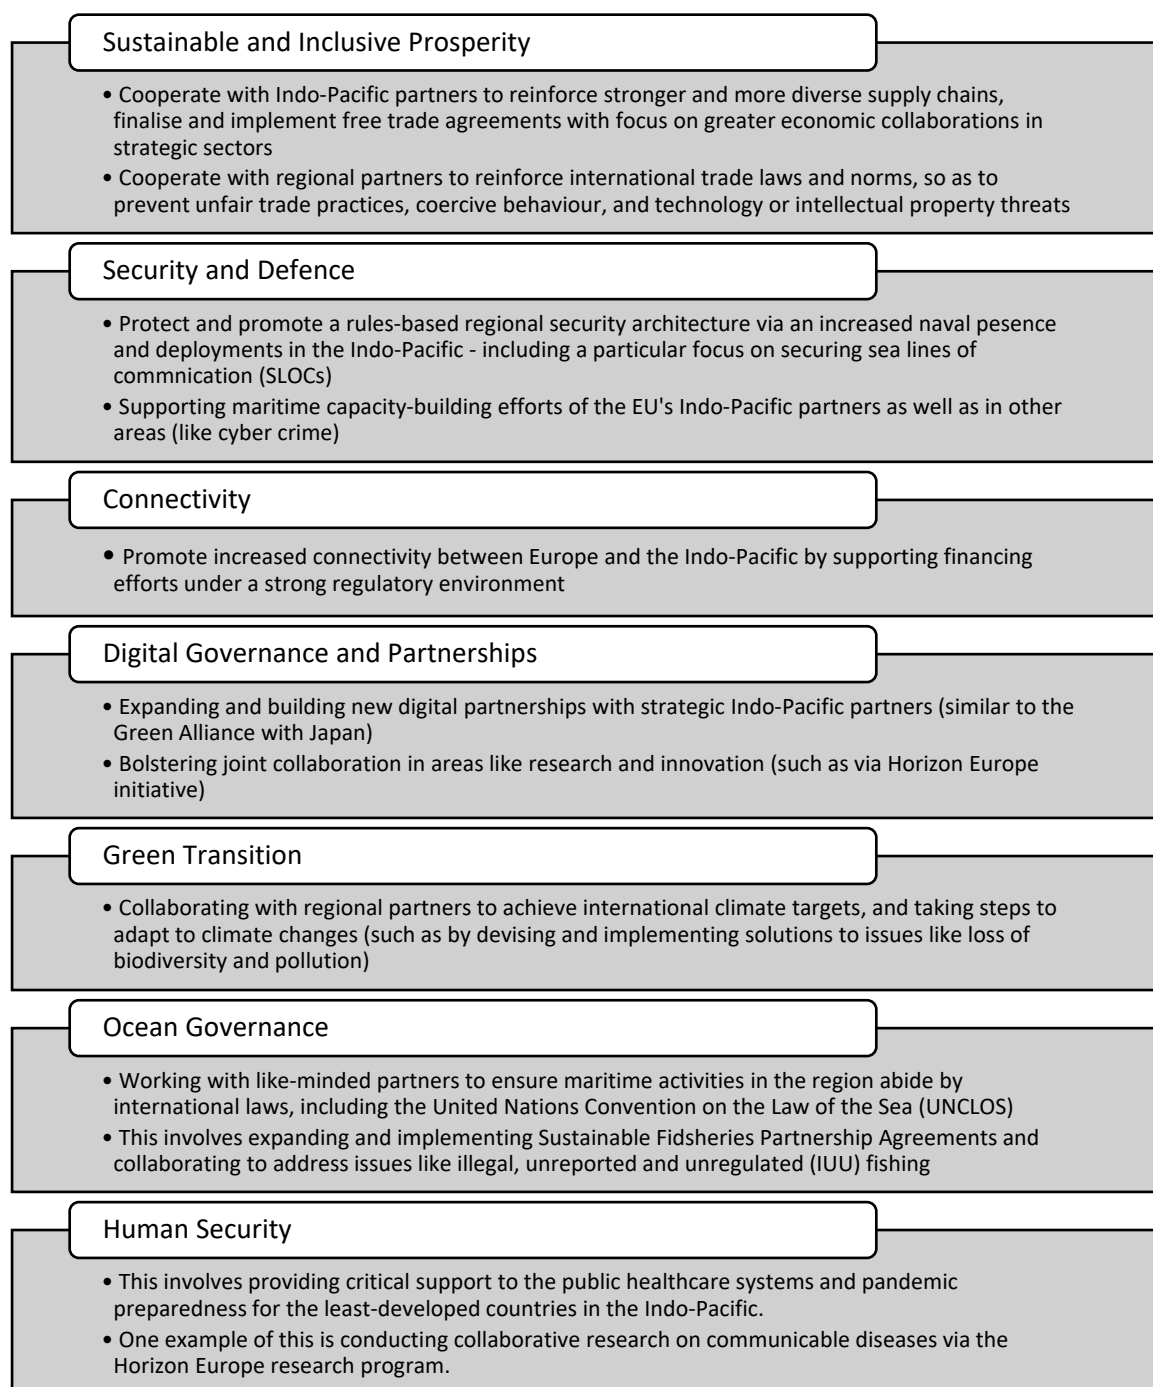 Sustainable and Inclusive Prosperity
• Cooperate with Indo-Pacific partners to reinforce stronger and more diverse supply chains,
finalise and implement free trade agreements with focus on greater economic collaborations in
strategic sectors
• Cooperate with regional partners to reinforce international trade laws and norms, so as to
prevent unfair trade practices, coercive behaviour, and technology or intellectual property threats
Security and Defence
• Protect and promote a rules-based regional security architecture via an increased naval pesence
and deployments in the Indo-Pacific - including a particular focus on securing sea lines of
commnication (SLOCs)
• Supporting maritime capacity-building efforts of the EU's Indo-Pacific partners as well as in other
areas (like cyber crime)
Connectivity
• Promote increased connectivity between Europe and the Indo-Pacific by supporting financing
efforts under a strong regulatory environment
Digital Governance and Partnerships
• Expanding and building new digital partnerships with strategic Indo-Pacific partners (similar to the
Green Alliance with Japan)
• Bolstering joint collaboration in areas like research and innovation (such as via Horizon Europe
initiative)
Green Transition
• Collaborating with regional partners to achieve international climate targets, and taking steps to
adapt to climate changes (such as by devising and implementing solutions to issues like loss of
biodiversity and pollution)
Ocean Governance
• Working with like-minded partners to ensure maritime activities in the region abide by
international laws, including the United Nations Convention on the Law of the Sea (UNCLOS)
• This involves expanding and implementing Sustainable Fidsheries Partnership Agreements and
collaborating to address issues like illegal, unreported and unregulated (IUU) fishing
Human Security
• This involves providing critical support to the public healthcare systems and pandemic
preparedness for the least-developed countries in the Indo-Pacific.
• One example of this is conducting collaborative research on communicable diseases via the
Horizon Europe research program.